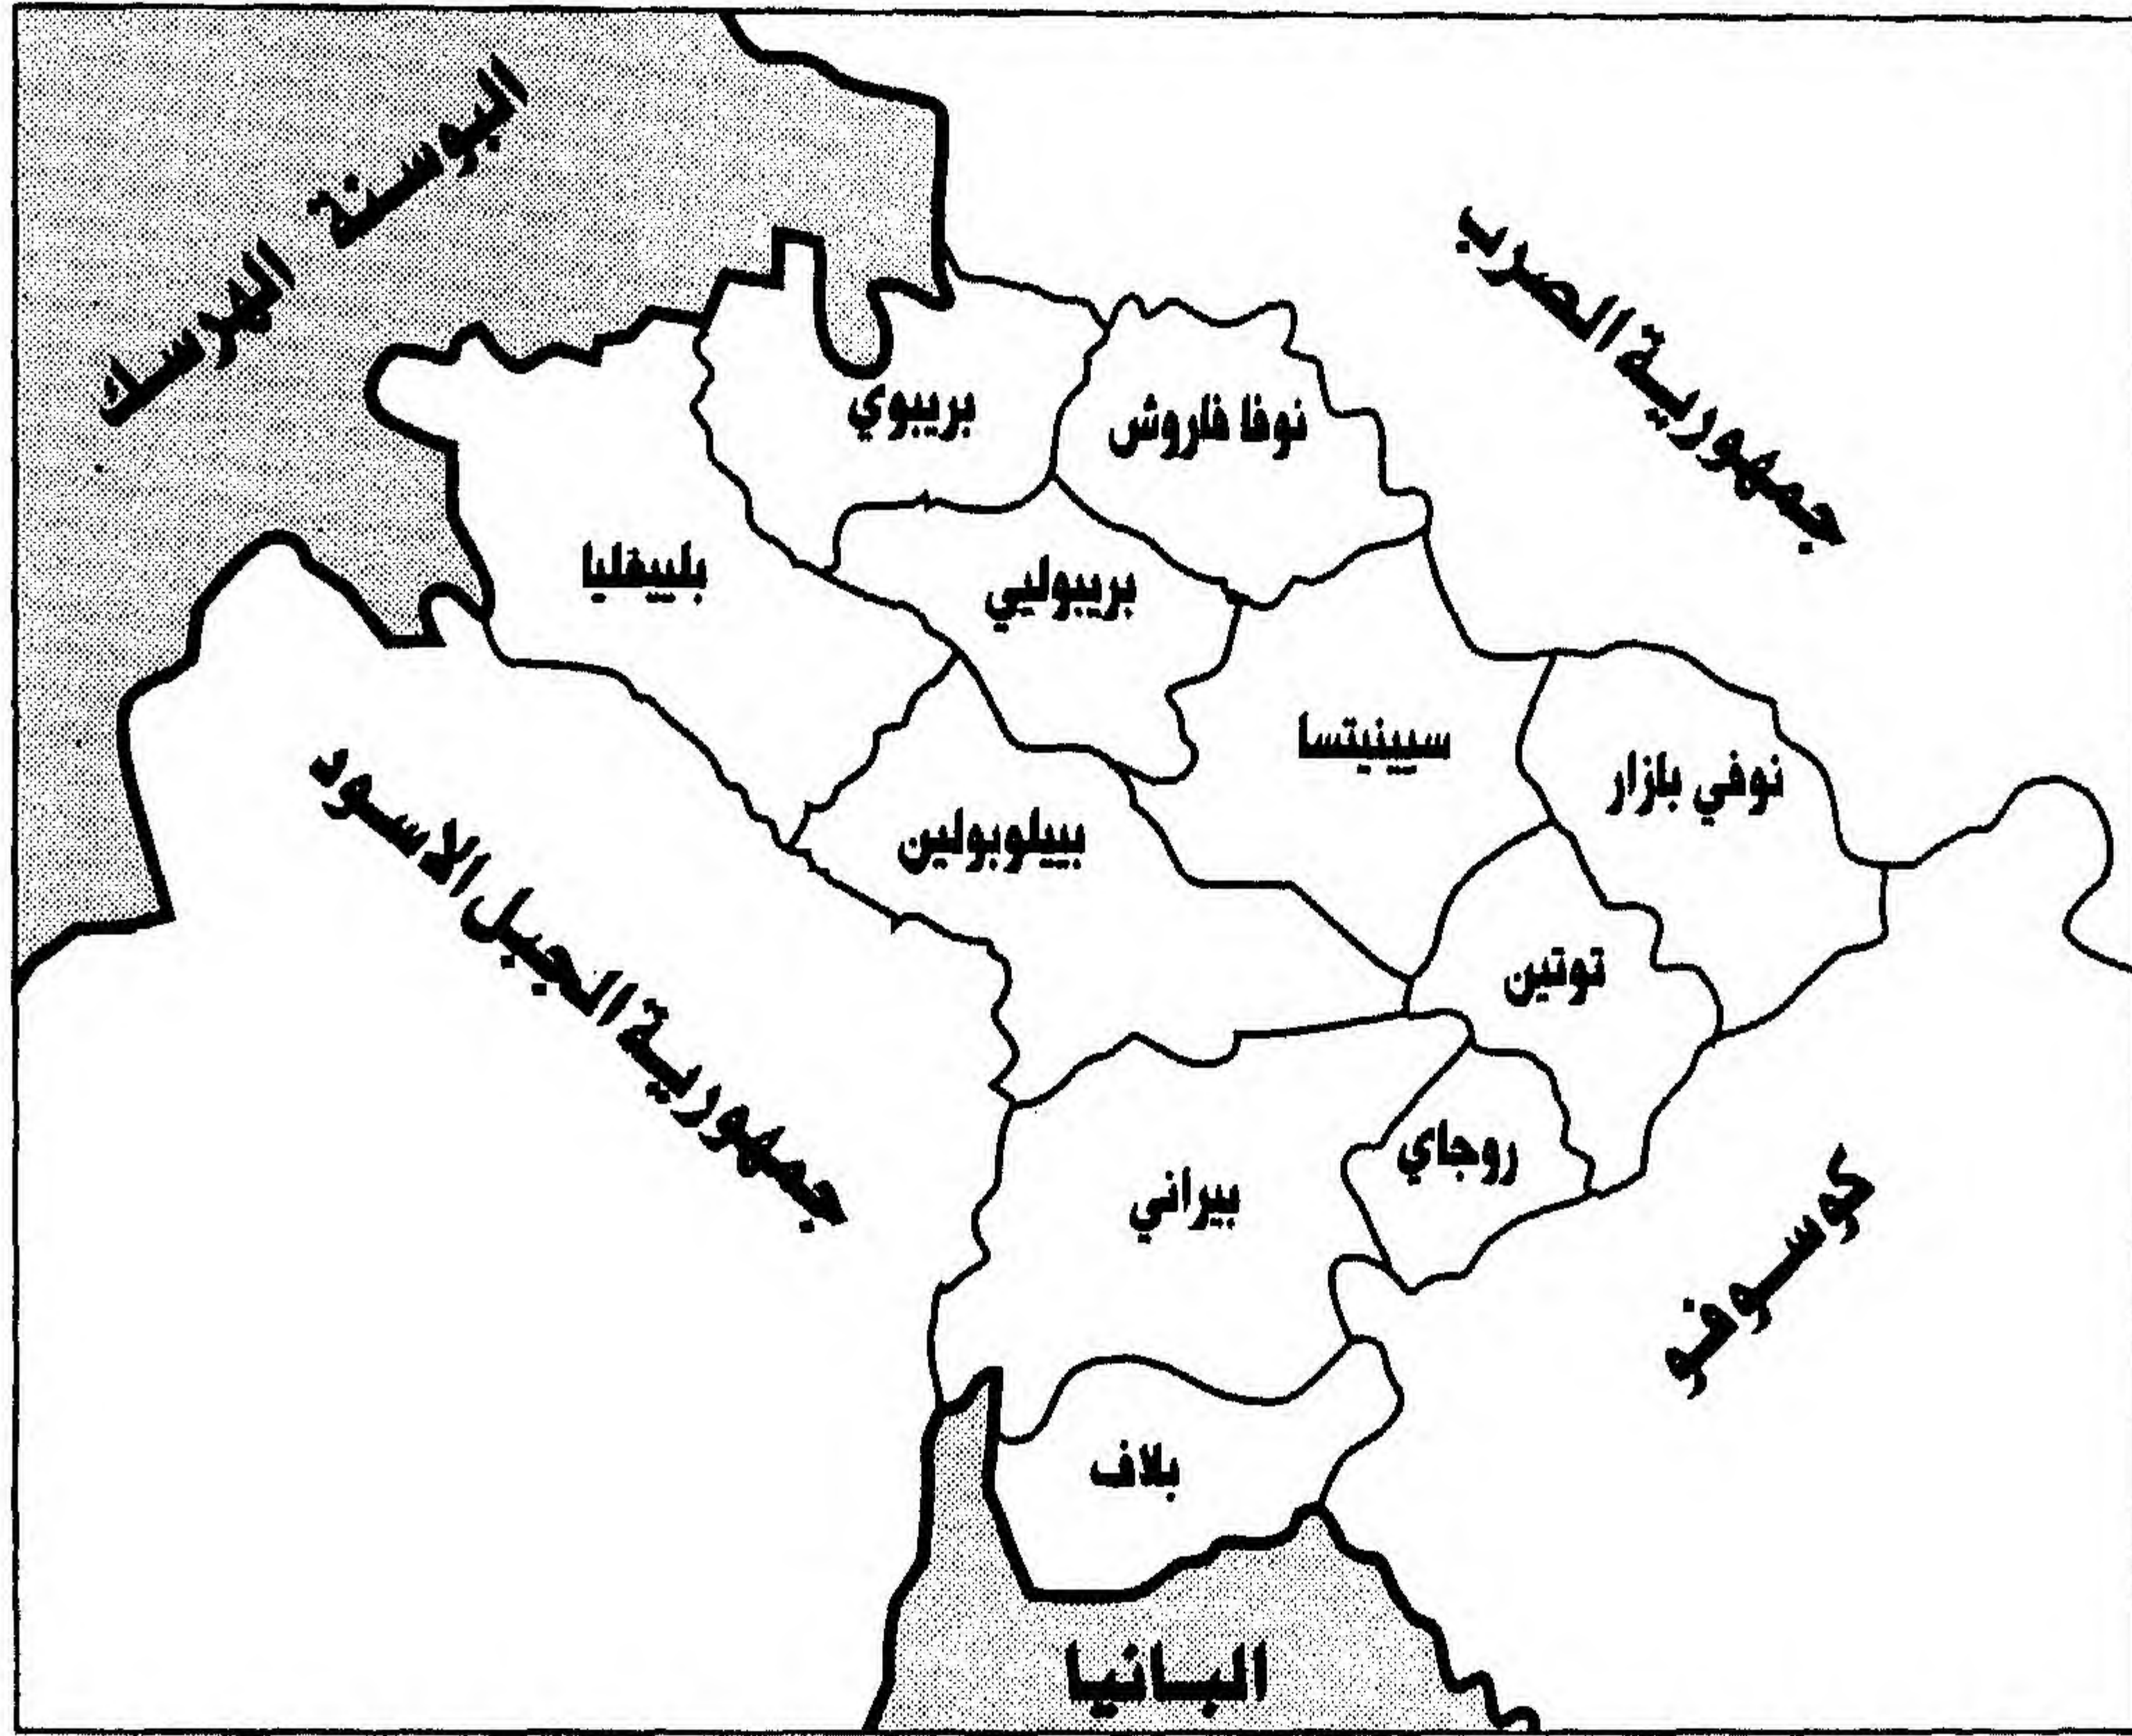 البوسنة الهرسك
جمهورية الصرب
بريبوي
نوفا فاروش
بلييفليا
بريبوليي
سيينيتسا
نوفي بازار
بييلوبولين
جمهورية الجبل الاسود
توتين
روجاي
بيراني
كوسوفو
بلاف
البانيا